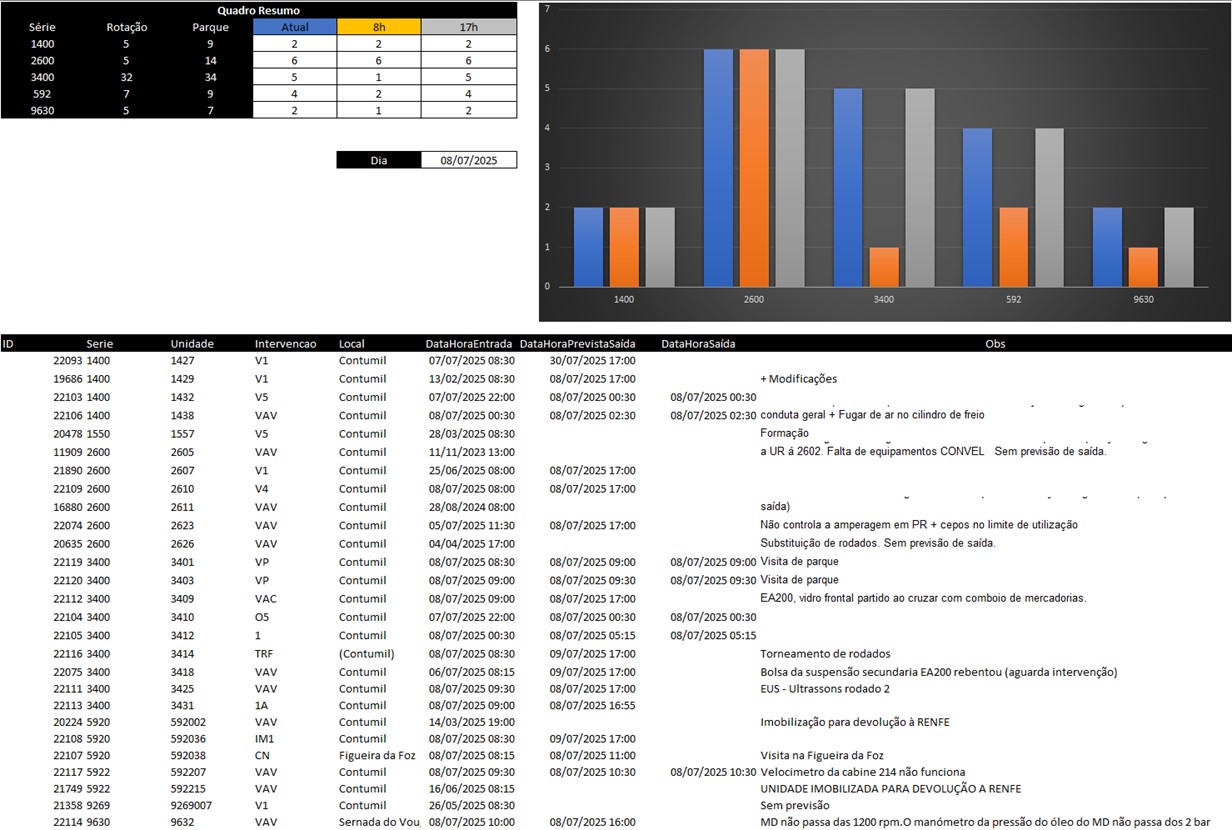 Quadro Resumo
Série Rotação Parque Atual 8h 17h
1400 5 9 2 2 2
2600 5 14 6 6 6
3400 32 34 5 1 5
592 7 9 4 2 4
9630 5 7 2 1 2
Dia 08/07/2025
7
6
5
4
3
2
1
0
1400 2600 3400 592 9630
ID Serie Unidade Intervencao Local DataHoraEntrada DataHoraPrevistaSaída DataHoraSaída Obs
22093 1400 1427 V1 Contumil 07/07/2025 08:30 30/07/2025 17:00
19686 1400 1429 V1 Contumil 13/02/2025 08:30 08/07/2025 17:00 + Modificações
22103 1400 1432 V5 Contumil 07/07/2025 22:00 08/07/2025 00:30 08/07/2025 00:30
22106 1400 1438 VAV Contumil 08/07/2025 00:30 08/07/2025 02:30 08/07/2025 02:30 conduta geral + Fugar de ar no cilindro de freio
20478 1550 1557 V5 Contumil 28/03/2025 08:30 Formação
11909 2600 2605 VAV Contumil 11/11/2023 13:00 a UR á 2602. Falta de equipamentos CONVEL Sem previsão de saída.
21890 2600 2607 V1 Contumil 25/06/2025 08:00 08/07/2025 17:00
22109 2600 2610 V4 Contumil 08/07/2025 08:00 08/07/2025 17:00
16880 2600 2611 VAV Contumil 28/08/2024 08:00 saída)
22074 2600 2623 VAV Contumil 05/07/2025 11:30 08/07/2025 17:00 Não controla a amperagem em PR + cepos no limite de utilização
20635 2600 2626 VAV Contumil 04/04/2025 17:00 Substituição de rodados. Sem previsão de saída.
22119 3400 3401 VP Contumil 08/07/2025 08:30 08/07/2025 09:00 08/07/2025 09:00 Visita de parque
22120 3400 3403 VP Contumil 08/07/2025 09:00 08/07/2025 09:30 08/07/2025 09:30 Visita de parque
22112 3400 3409 VAC Contumil 08/07/2025 09:00 08/07/2025 17:00 EA200, vidro frontal partido ao cruzar com comboio de mercadorias.
22104 3400 3410 O5 Contumil 07/07/2025 22:00 08/07/2025 00:30 08/07/2025 00:30
22105 3400 3412 1 Contumil 08/07/2025 00:30 08/07/2025 05:15 08/07/2025 05:15
22116 3400 3414 TRF (Contumil) 08/07/2025 08:30 09/07/2025 17:00 Torneamento de rodados
22075 3400 3418 VAV Contumil 06/07/2025 08:15 09/07/2025 17:00 Bolsa da suspensão secundaria EA200 rebentou (aguarda intervenção)
22111 3400 3425 VAV Contumil 08/07/2025 09:30 08/07/2025 17:00 EUS - Ultrassons rodado 2
22113 3400 3431 1A Contumil 08/07/2025 09:00 08/07/2025 16:55
20224 5920 592002 VAV Contumil 14/03/2025 19:00 Imobilização para devolução à RENFE
22108 5920 592036 IM1 Contumil 08/07/2025 08:30 09/07/2025 17:00
22107 5920 592038 CN Figueira da Foz 08/07/2025 08:15 08/07/2025 11:00 Visita na Figueira da Foz
22117 5922 592207 VAV Contumil 08/07/2025 09:30 08/07/2025 10:30 08/07/2025 10:30 Velocimetro da cabine 214 não funciona
21749 5922 592215 VAV Contumil 16/06/2025 08:15 UNIDADE IMOBILIZADA PARA DEVOLUÇÃO A RENFE
21358 9269 9269007 V1 Contumil 26/05/2025 08:30 Sem previsão
22114 9630 9632 VAV Sernada do Vou 08/07/2025 10:00 08/07/2025 16:00 MD não passa das 1200 rpm.O manómetro da pressão do óleo do MD não passa dos 2 bar